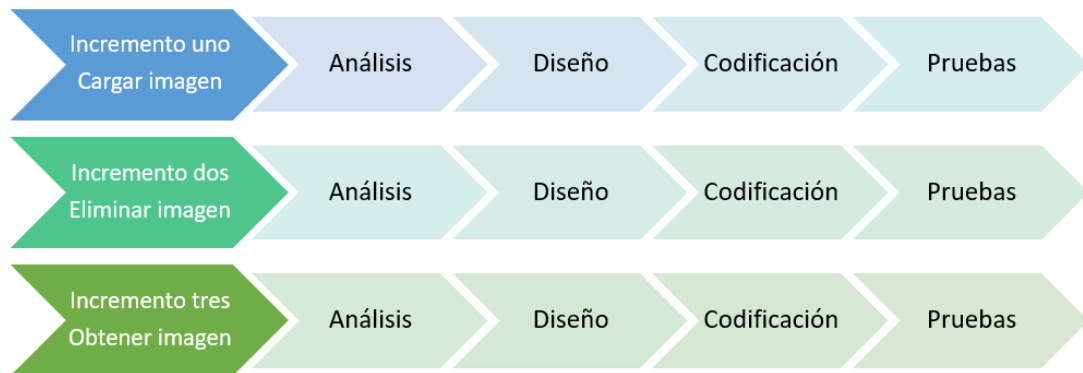 Incremento uno
Cargar imagen
Análisis
Diseño
Codificación
Pruebas
Incremento dos
Eliminar imagen
Análisis
Diseño
Codificación
Pruebas
Incremento tres
Obtener imagen
Análisis
Diseño
Codificación
Pruebas